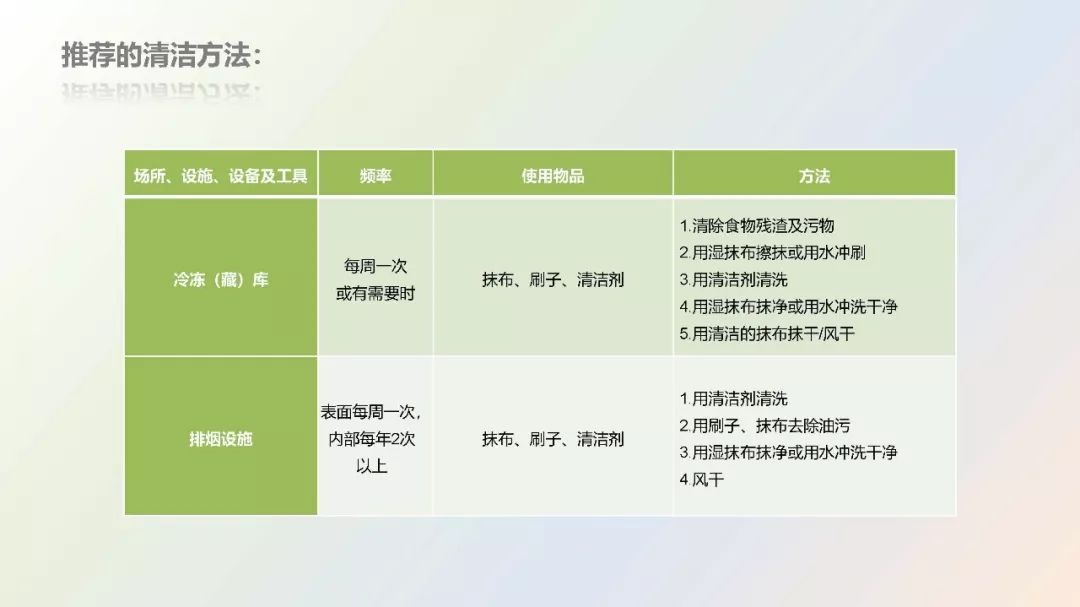 推荐的清洁方法：
场所、设施、设备及工具
频率
使用物品
方法
冷冻（藏）库
每周一次
或有需要时
抹布、刷子、清洁剂
1.清除食物残渣及污物
2.用湿抹布擦抹或用水冲刷
3.用清洁剂清洗
4.用湿抹布抹净或用水冲洗干净
5.用清洁的抹布抹干/风干
排烟设施
表面每周一次，
内部每年2次
以上
抹布、刷子、清洁剂
1.用清洁剂清洗
2.用刷子、抹布去除油污
3.用湿抹布抹净或用水冲洗干净
4.风干